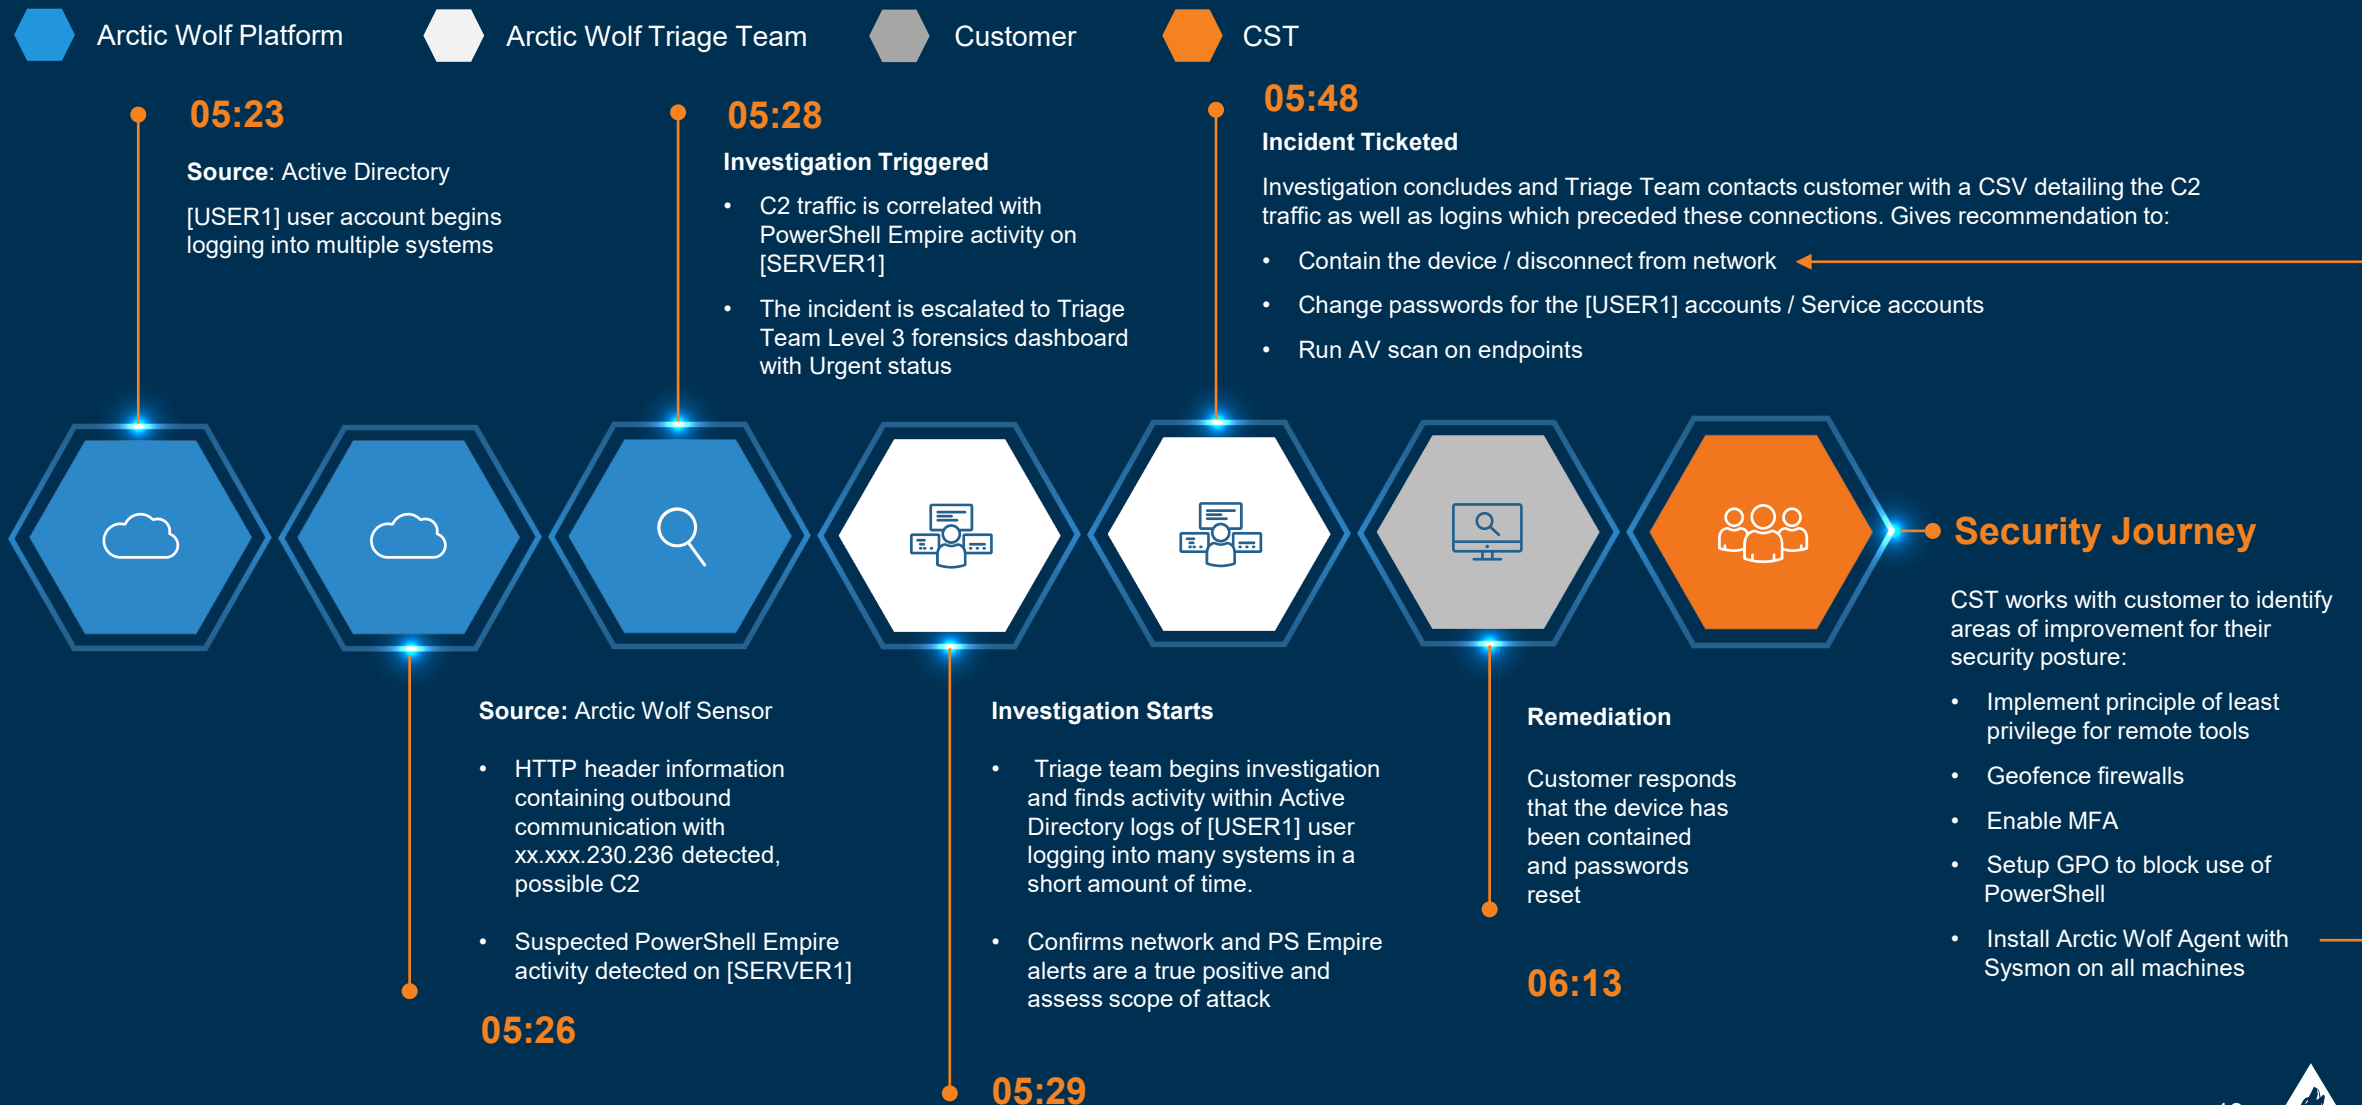 Arctic Wolf Platform
Arctic Wolf Triage Team
Customer
CST
05:23
Source: Active Directory
[USER1] user account begins
logging into multiple systems
05:28
Investigation Triggered
• C2 traffic is correlated with
PowerShell Empire activity on
[SERVER1]
• The incident is escalated to Triage
Team Level 3 forensics dashboard
with Urgent status
05:48
Incident Ticketed
Investigation concludes and Triage Team contacts customer with a CSV detailing the C2
traffic as well as logins which preceded these connections. Gives recommendation to:
• Contain the device / disconnect from network
• Change passwords for the [USER1] accounts / Service accounts
• Run AV scan on endpoints
Source: Arctic Wolf Sensor
• HTTP header information
containing outbound
communication with
xx.xxx.230.236 detected,
possible C2
• Suspected PowerShell Empire
activity detected on [SERVER1]
05:26
Investigation Starts
• Triage team begins investigation
and finds activity within Active
Directory logs of [USER1] user
logging into many systems in a
short amount of time.
• Confirms network and PS Empire
alerts are a true positive and
assess scope of attack
05:29
Remediation
Customer responds
that the device has
been contained
and passwords
reset
06:13
Security Journey
CST works with customer to identify
areas of improvement for their
security posture:
• Implement principle of least
privilege for remote tools
• Geofence firewalls
• Enable MFA
• Setup GPO to block use of
PowerShell
• Install Arctic Wolf Agent with
Sysmon on all machines